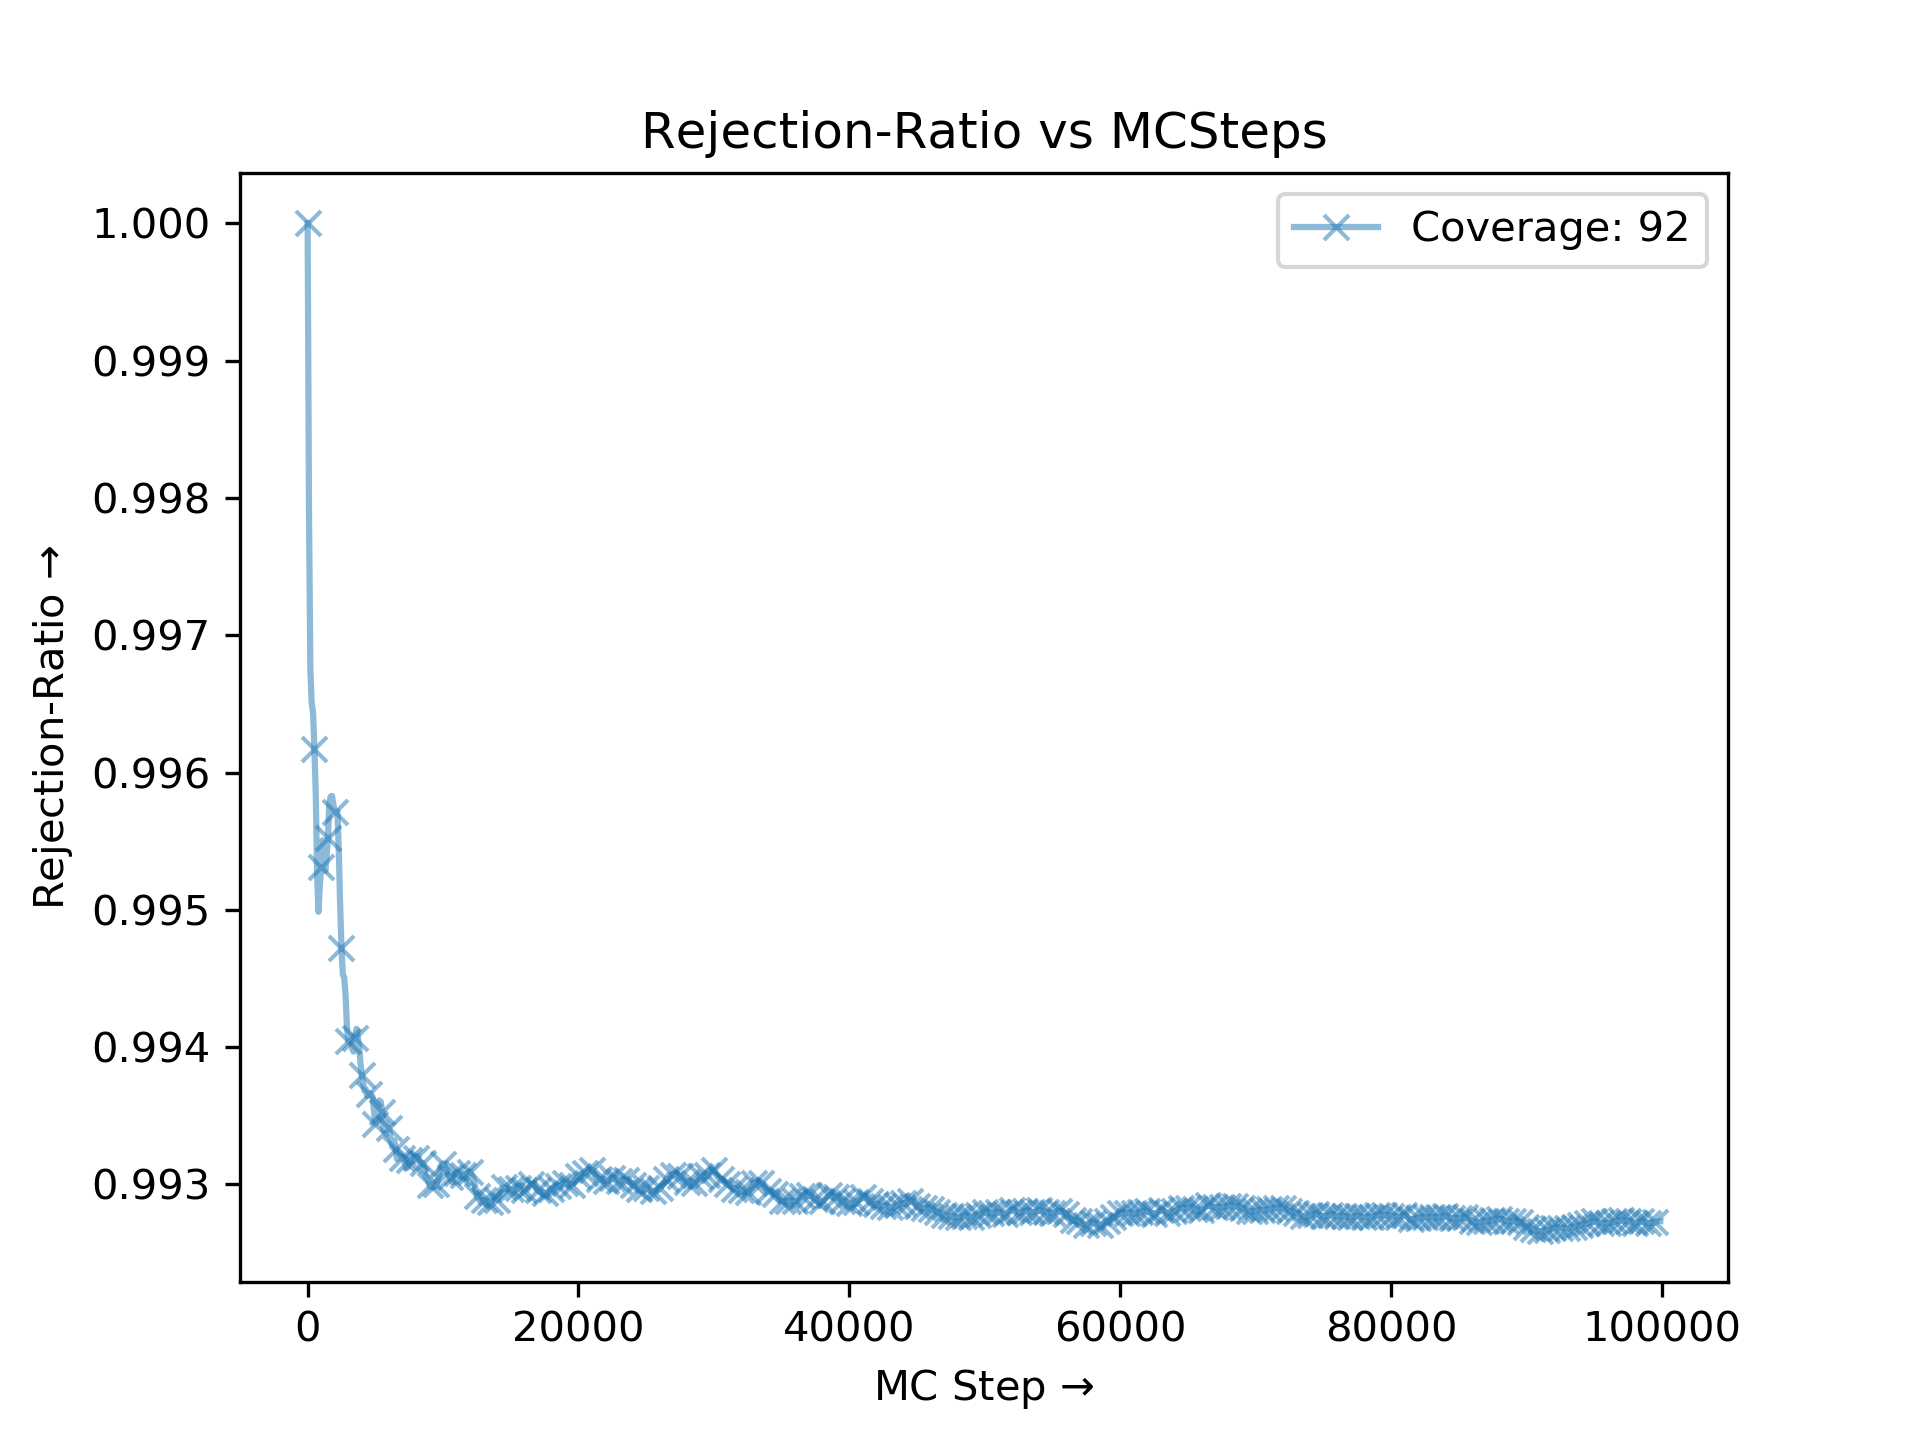 Rejection-Ratio vs MCSteps
Coverage: 92
1.000
0.999
0.998
0.997
0.996
0.995
0.994
0.993
Rejection-Ratio →
0 20000 40000 60000 80000 100000
MC Step →